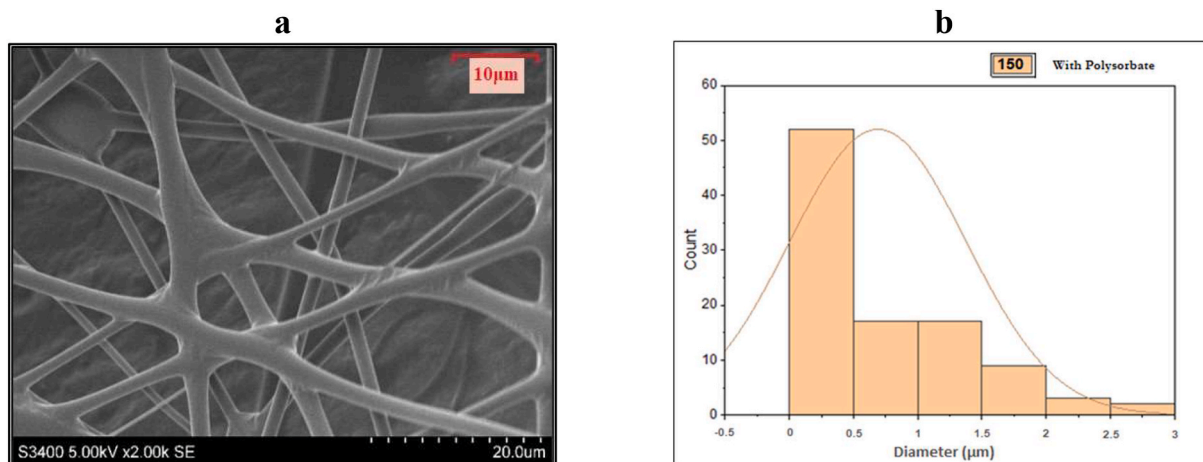 a
10µm
S3400 5.00kV x2.00k SE 20.0um
b
150 With Polysorbate
60
50
40
30
20
10
0
Count
-0.5 0 0.5 1 1.5 2 2.5 3
Diameter (µm)